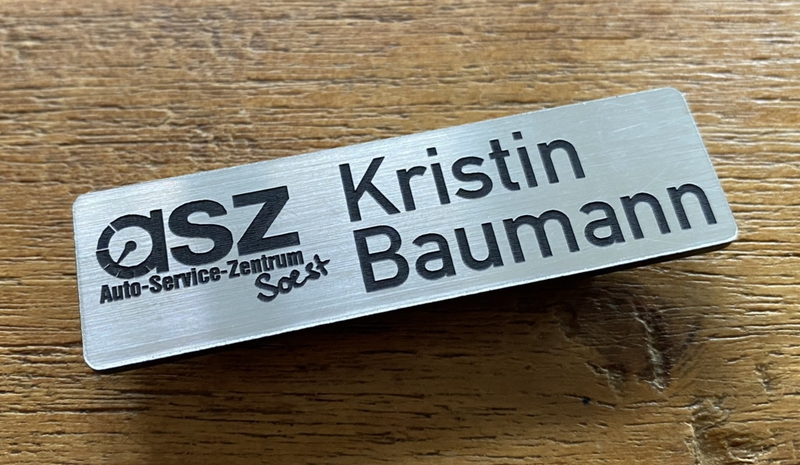 asz
Auto-Service-Zentrum
Soest
Kristin
Baumann